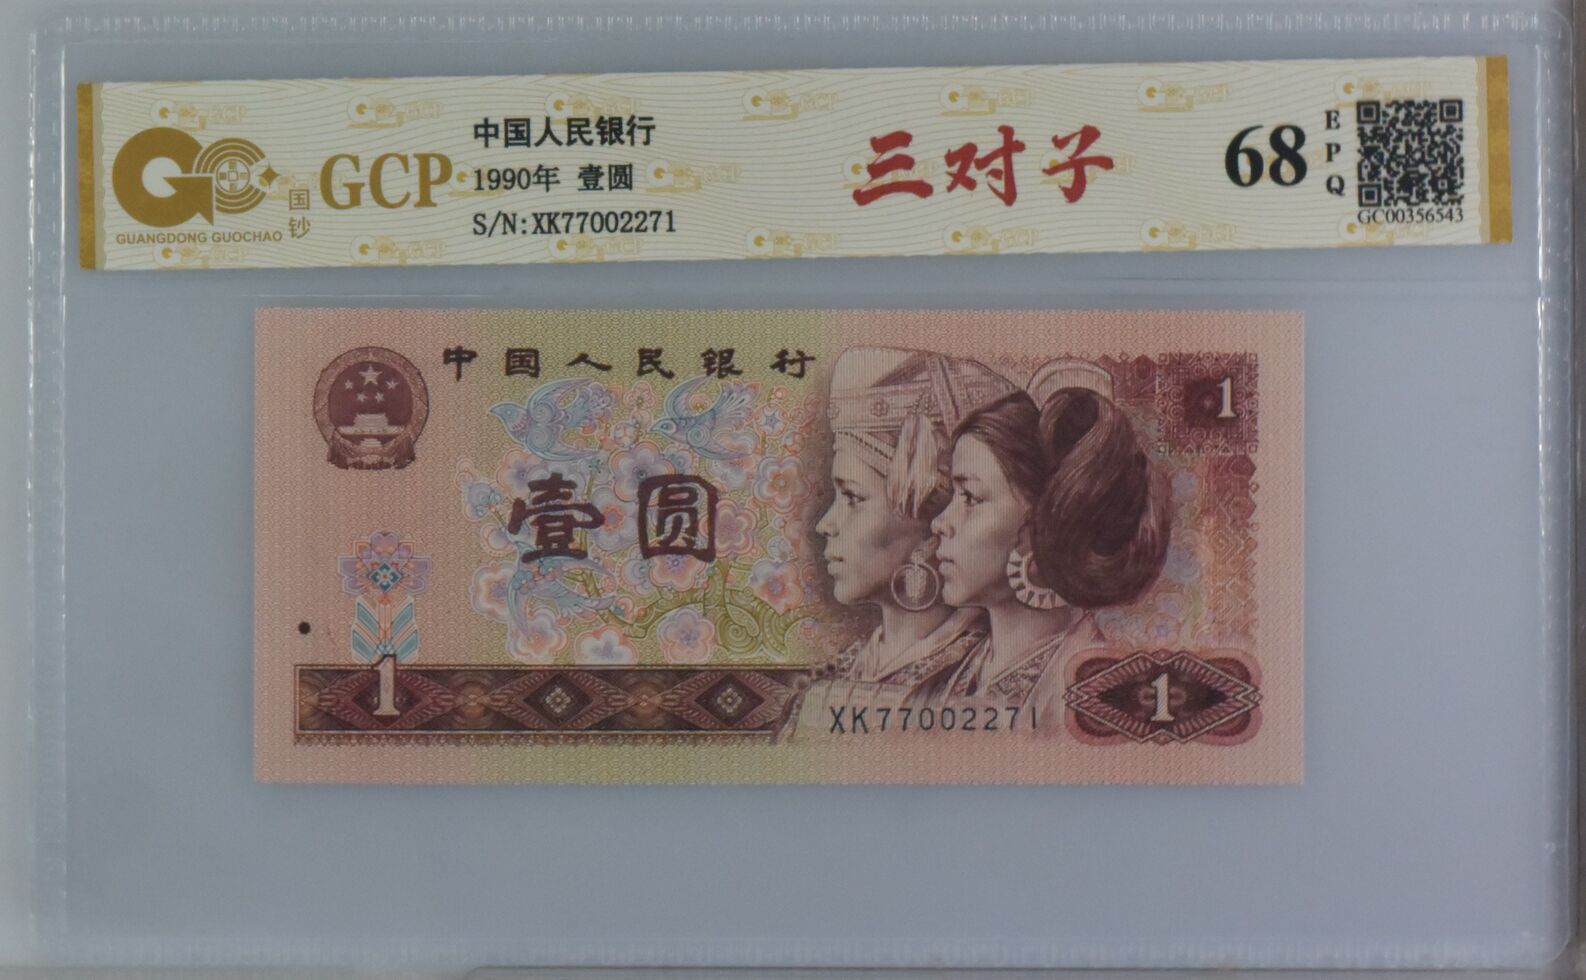 GCP
GUANGDONG GUOCHAO
国钞
中国人民银行
1990年 壹圆
S/N:XK77002271
三对子
68
EPQ
GC00356543
中国人民银行
1
壹圆
1
XK77002271
1